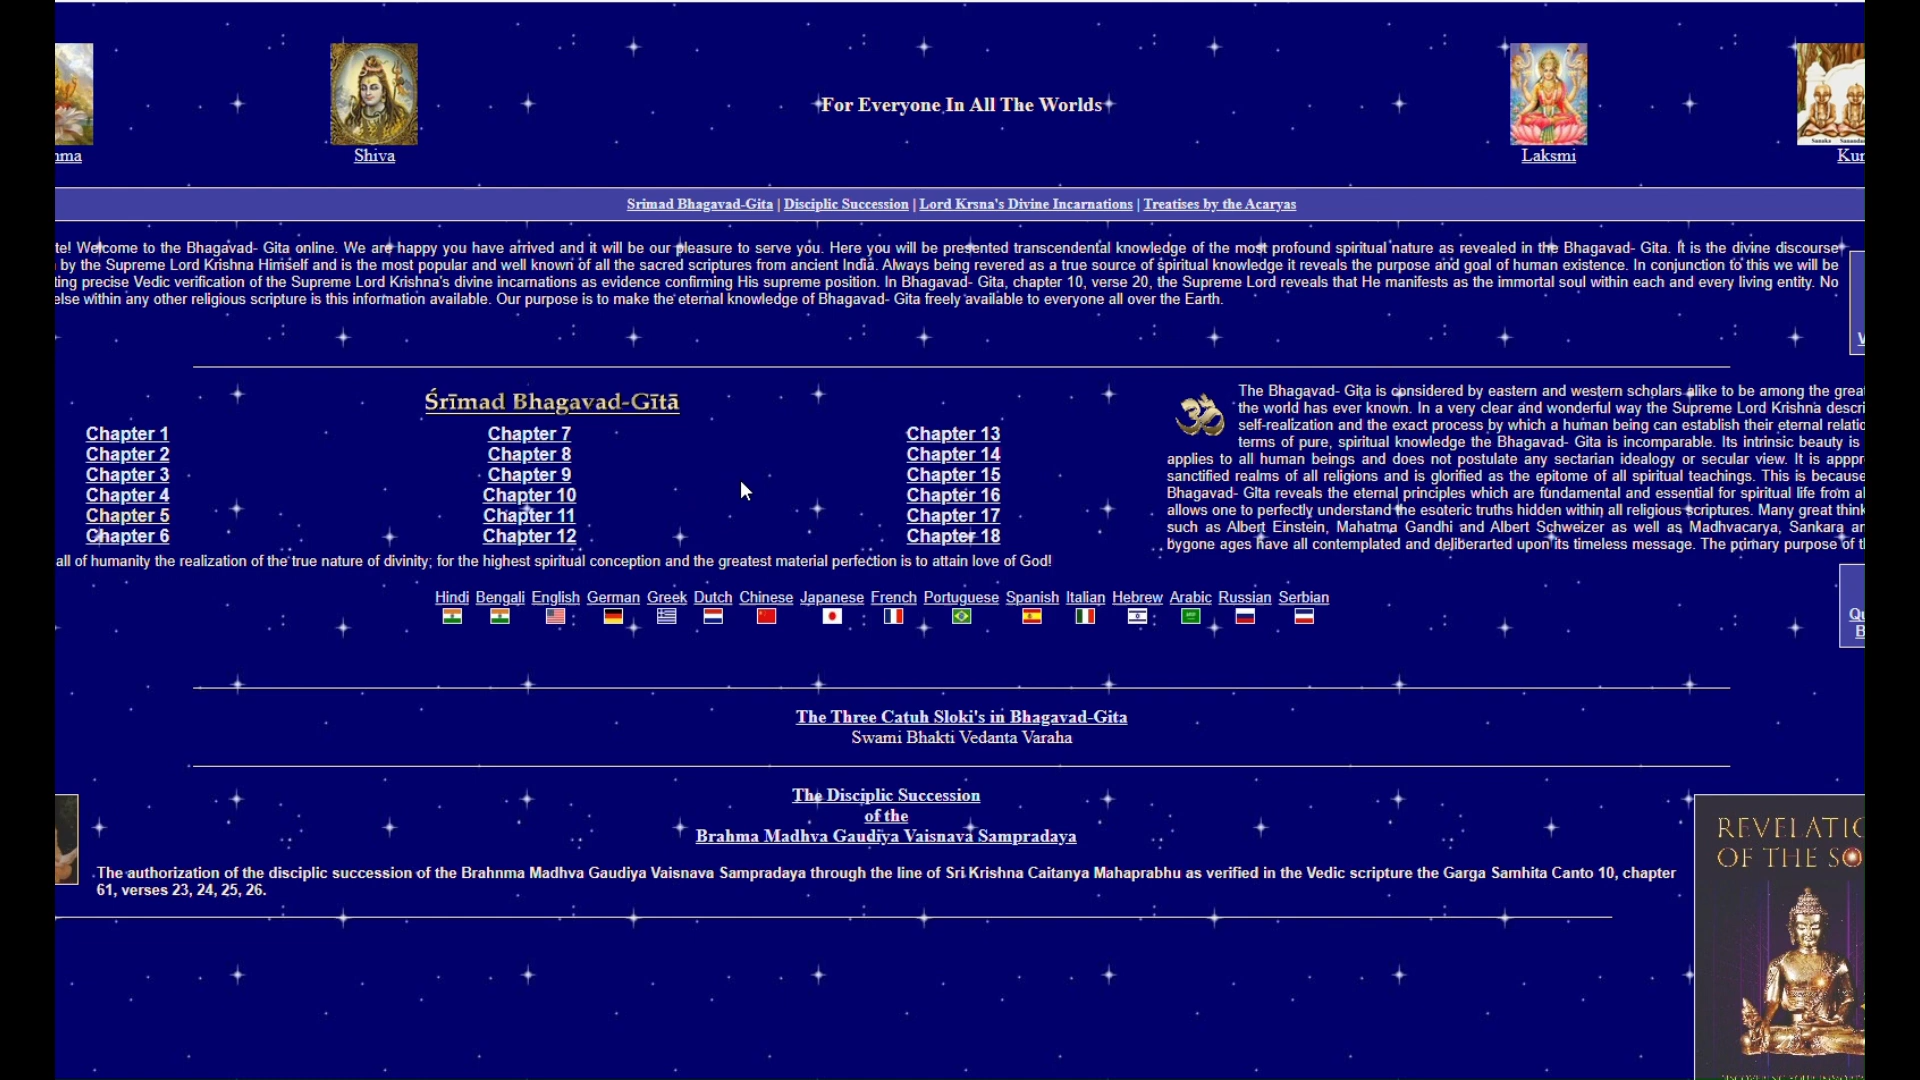 For Everyone In All The Worlds
Shiva
Laksmi
Srimad Bhagavad-Gita | Disciplic Succession | Lord Krsna's Divine Incarnations | Treatises by the Acaryas
Welcome to the Bhagavad- Gita online. We are happy you have arrived and it will be our pleasure to serve you. Here you will be presented transcendental knowledge of the most profound spiritual nature as revealed in the Bhagavad- Gita. It is the divine discourse
by the Supreme Lord Krishna Himself and is the most popular and well known of all the sacred scriptures from ancient India. Always being revered as a true source of spiritual knowledge it reveals the purpose and goal of human existence. In conjunction to this we will be
ting precise Vedic verification of the Supreme Lord Krishna's divine incarnations as evidence confirming His supreme position. In Bhagavad- Gita, chapter 10, verse 20, the Supreme Lord reveals that He manifests as the immortal soul within each and every living entity. No
else within any other religious scripture is this information available. Our purpose is to make the eternal knowledge of Bhagavad- Gita freely available to everyone all over the Earth.
Śrīmad Bhagavad-Gītā
Chapter 1
Chapter 2
Chapter 3
Chapter 4
Chapter 5
Chapter 6
Chapter 7
Chapter 8
Chapter 9
Chapter 10
Chapter 11
Chapter 12
Chapter 13
Chapter 14
Chapter 15
Chapter 16
Chapter 17
Chapter 18
ॐ
The Bhagavad- Gita is considered by eastern and western scholars alike to be among the grea
the world has ever known. In a very clear and wonderful way the Supreme Lord Krishna descri
self-realization and the exact process by which a human being can establish their eternal relatio
terms of pure, spiritual knowledge the Bhagavad- Gita is incomparable. Its intrinsic beauty is
applies to all human beings and does not postulate any sectarian idealogy or secular view. It is appr
sanctified realms of all religions and is glorified as the epitome of all spiritual teachings. This is because
Bhagavad- GIta reveals the eternal principles which are fundamental and essential for spiritual life from al
allows one to perfectly understand the esoteric truths hidden within all religious scriptures. Many great think
such as Albert Einstein, Mahatma Gandhi and Albert Schweizer as well as Madhvacarya, Sankara an
bygone ages have all contemplated and deliberarted upon its timeless message. The primary purpose of t
all of humanity the realization of the true nature of divinity; for the highest spiritual conception and the greatest material perfection is to attain love of God!
Hindi Bengali English German Greek Dutch Chinese Japanese French Portuguese Spanish Italian Hebrew Arabic Russian Serbian
The Three Catuh Sloki's in Bhagavad-Gita
Swami Bhakti Vedanta Varaha
The Disciplic Succession
of the
Brahma Madhva Gaudiya Vaisnava Sampradaya
The authorization of the disciplic succession of the Brahnma Madhva Gaudiya Vaisnava Sampradaya through the line of Sri Krishna Caitanya Mahaprabhu as verified in the Vedic scripture the Garga Samhita Canto 10, chapter
61, verses 23, 24, 25, 26.
REVELATIO
OF THE SO